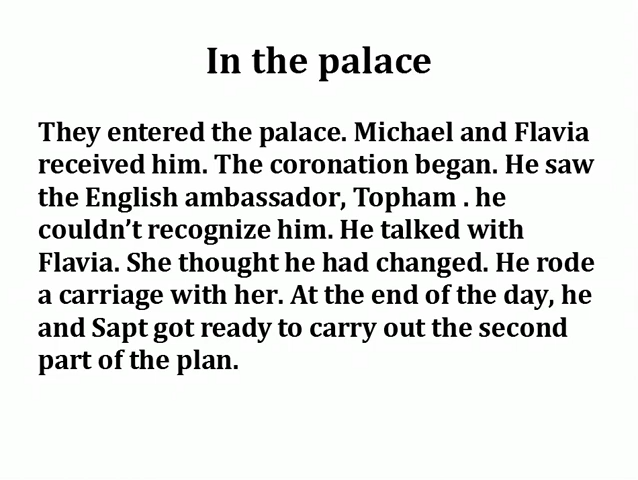 In the palace
They entered the palace. Michael and Flavia
received him. The coronation began. He saw
the English ambassador, Topham . he
couldn’t recognize him. He talked with
Flavia. She thought he had changed. He rode
a carriage with her. At the end of the day, he
and Sapt got ready to carry out the second
part of the plan.